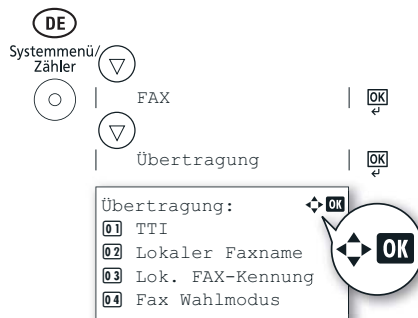 DE
Systemmenü/
Zähler
FAX OK
Übertragung OK
Übertragung: OK
OK
01 TTI
02 Lokaler Faxname
03 Lok. FAX-Kennung
04 Fax Wahlmodus